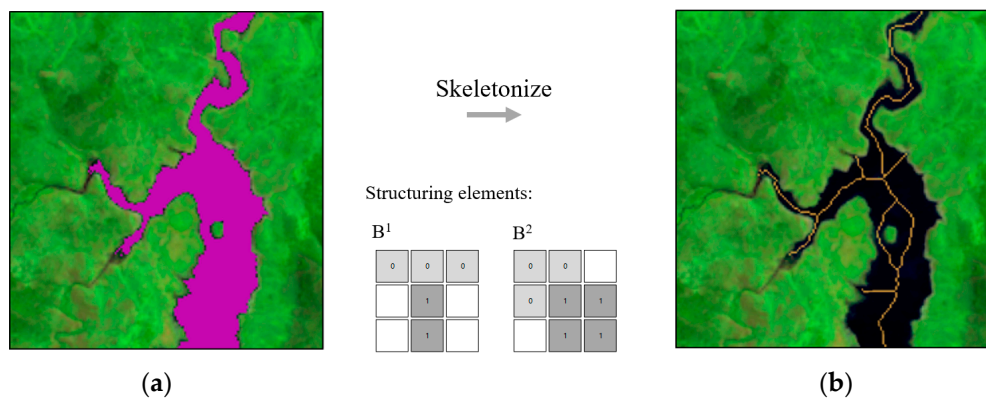 Skeletonize
Structuring elements:
B¹ B²
0 0 0 0 0
1 0 1 1
1 1 1
(a) (b)